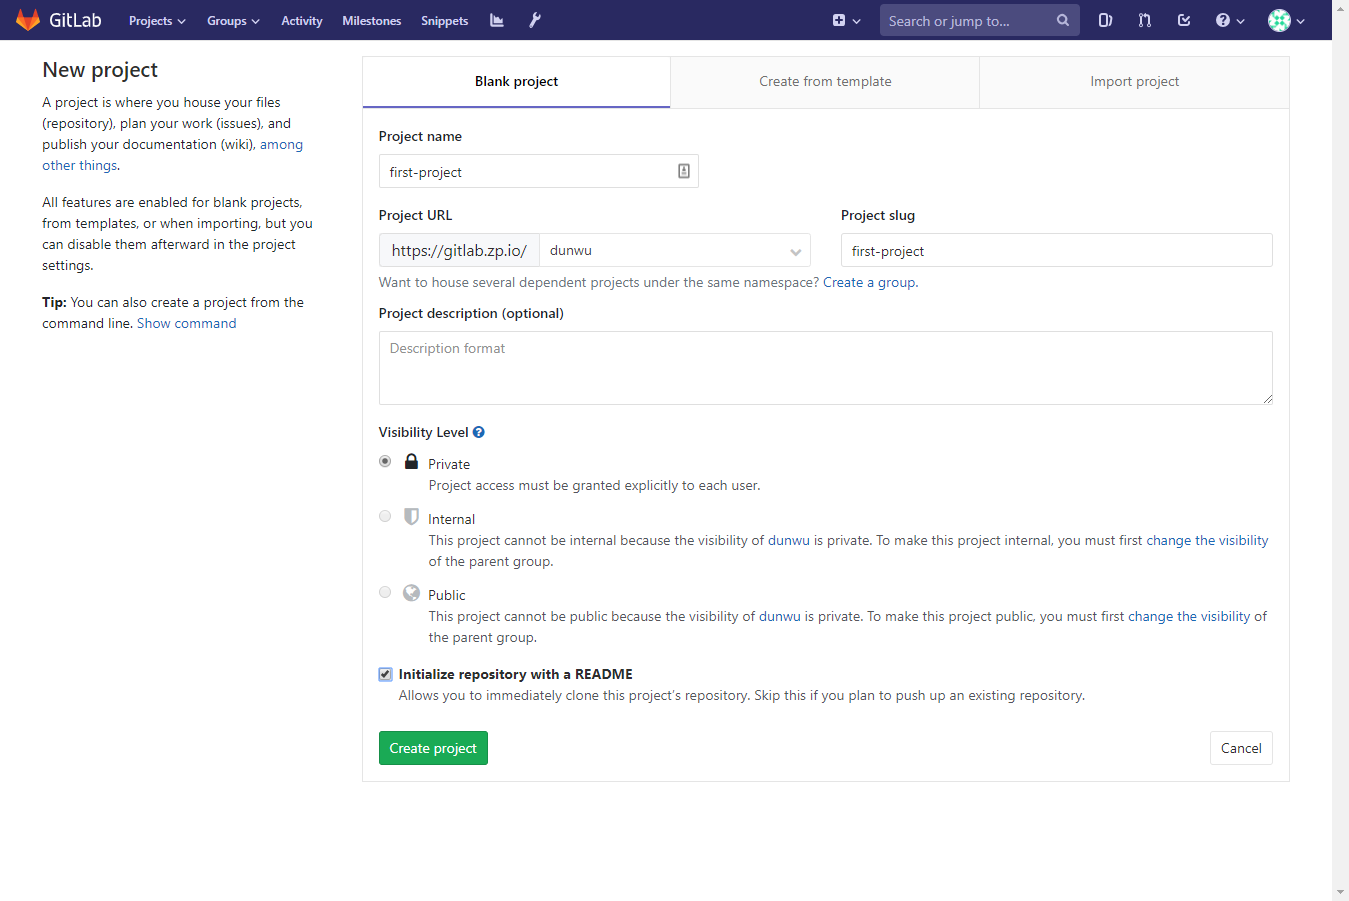 GitLab Projects Groups Activity Milestones Snippets Search or jump to...
New project
A project is where you house your files
(repository), plan your work (issues), and
publish your documentation (wiki), among
other things.
All features are enabled for blank projects,
from templates, or when importing, but you
can disable them afterward in the project
settings.
Tip: You can also create a project from the
command line. Show command
Blank project Create from template Import project
Project name
first-project
Project URL Project slug
https://gitlab.zp.io/ dunwu first-project
Want to house several dependent projects under the same namespace? Create a group.
Project description (optional)
Description format
Visibility Level
Private
Project access must be granted explicitly to each user.
Internal
This project cannot be internal because the visibility of dunwu is private. To make this project internal, you must first change the visibility
of the parent group.
Public
This project cannot be public because the visibility of dunwu is private. To make this project public, you must first change the visibility of
the parent group.
Initialize repository with a README
Allows you to immediately clone this project's repository. Skip this if you plan to push up an existing repository.
Create project Cancel